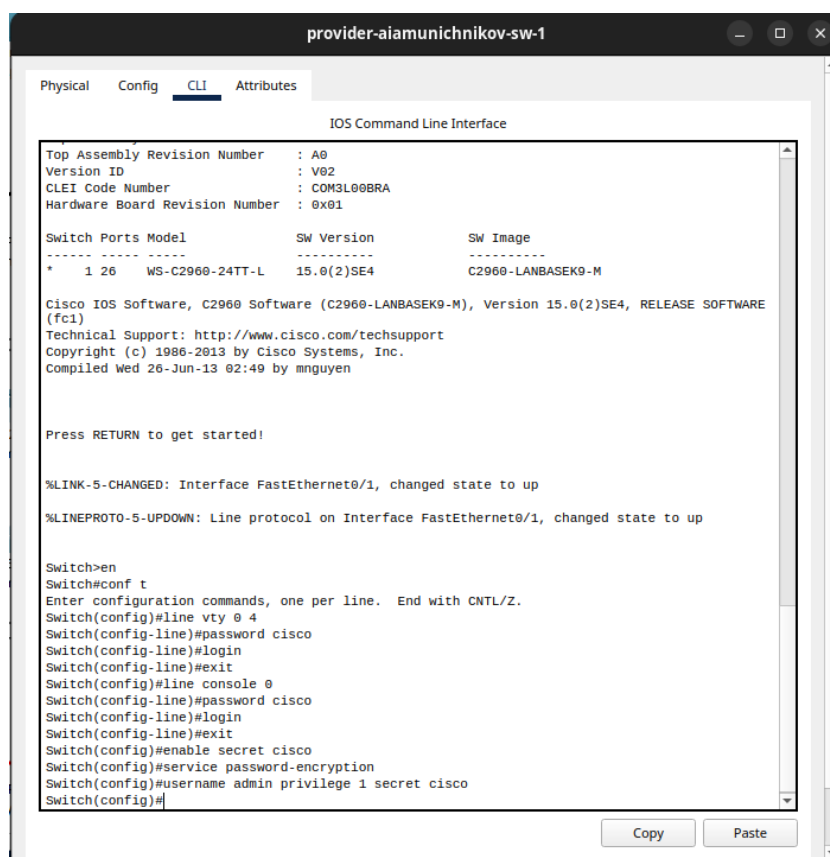 provider-aiamunichnikov-sw-1
Physical Config CLI Attributes
IOS Command Line Interface
Top Assembly Revision Number    : A0
Version ID                      : V02
CLEI Code Number                : COM3L00BRA
Hardware Board Revision Number  : 0x01
Switch Ports Model              SW Version            SW Image
------ ----- -----              ----------            ----------
*    1 26    WS-C2960-24TT-L    15.0(2)SE4            C2960-LANBASEK9-M
Cisco IOS Software, C2960 Software (C2960-LANBASEK9-M), Version 15.0(2)SE4, RELEASE SOFTWARE
(fc1)
Technical Support: http://www.cisco.com/techsupport
Copyright (c) 1986-2013 by Cisco Systems, Inc.
Compiled Wed 26-Jun-13 02:49 by mnguyen
Press RETURN to get started!
%LINK-5-CHANGED: Interface FastEthernet0/1, changed state to up
%LINEPROTO-5-UPDOWN: Line protocol on Interface FastEthernet0/1, changed state to up
Switch>en
Switch#conf t
Enter configuration commands, one per line.  End with CNTL/Z.
Switch(config)#line vty 0 4
Switch(config-line)#password cisco
Switch(config-line)#login
Switch(config-line)#exit
Switch(config)#line console 0
Switch(config-line)#password cisco
Switch(config-line)#login
Switch(config-line)#exit
Switch(config)#enable secret cisco
Switch(config)#service password-encryption
Switch(config)#username admin privilege 1 secret cisco
Switch(config)#
Copy Paste